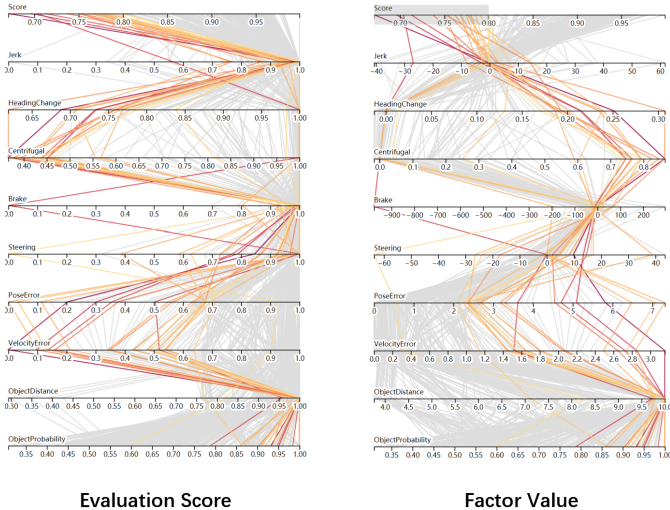 Score
0.70 0.75 0.80 0.85 0.90 0.95
Jerk
0.0 0.1 0.2 0.3 0.4 0.5 0.6 0.7 0.8 0.9 1.0
HeadingChange
0.65 0.70 0.75 0.80 0.85 0.90 0.95 1.00
Centrifugal
0.40 0.45 0.50 0.55 0.60 0.65 0.70 0.75 0.80 0.85 0.90 0.95 1.00
Brake
0.0 0.1 0.2 0.3 0.4 0.5 0.6 0.7 0.8 0.9 1.0
Steering
0.0 0.1 0.2 0.3 0.4 0.5 0.6 0.7 0.8 0.9 1.0
PoseError
0.0 0.1 0.2 0.3 0.4 0.5 0.6 0.7 0.8 0.9 1.0
VelocityError
0.0 0.1 0.2 0.3 0.4 0.5 0.6 0.7 0.8 0.9 1.0
ObjectDistance
0.30 0.35 0.40 0.45 0.50 0.55 0.60 0.65 0.70 0.75 0.80 0.85 0.90 0.95 1.00
ObjectProbability
0.35 0.40 0.45 0.50 0.55 0.60 0.65 0.70 0.75 0.80 0.85 0.90 0.95 1.00
Evaluation Score
Score
0.70 0.75 0.80 0.85 0.90 0.95
Jerk
−40 −30 −20 −10 0 10 20 30 40 50 60
HeadingChange
0.00 0.05 0.10 0.15 0.20 0.25 0.30
Centrifugal
0.0 0.1 0.2 0.3 0.4 0.5 0.6 0.7 0.8
Brake
−900 −800 −700 −600 −500 −400 −300 −200 −100 0 100 200
Steering
−60 −50 −40 −30 −20 −10 0 10 20 30 40
PoseError
0 1 2 3 4 5 6 7
VelocityError
0.0 0.2 0.4 0.6 0.8 1.0 1.2 1.4 1.6 1.8 2.0 2.2 2.4 2.6 2.8 3.0
ObjectDistance
4.0 4.5 5.0 5.5 6.0 6.5 7.0 7.5 8.0 8.5 9.0 9.5 10.0
ObjectProbability
0.35 0.40 0.45 0.50 0.55 0.60 0.65 0.70 0.75 0.80 0.85 0.90 0.95 1.00
Factor Value